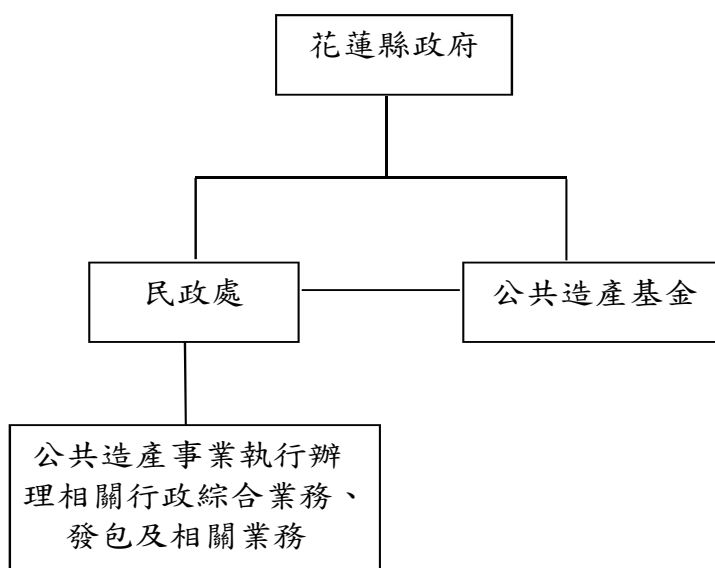 花蓮縣政府
民政處
公共造產基金
公共造產事業執行辦
理相關行政綜合業務、
發包及相關業務